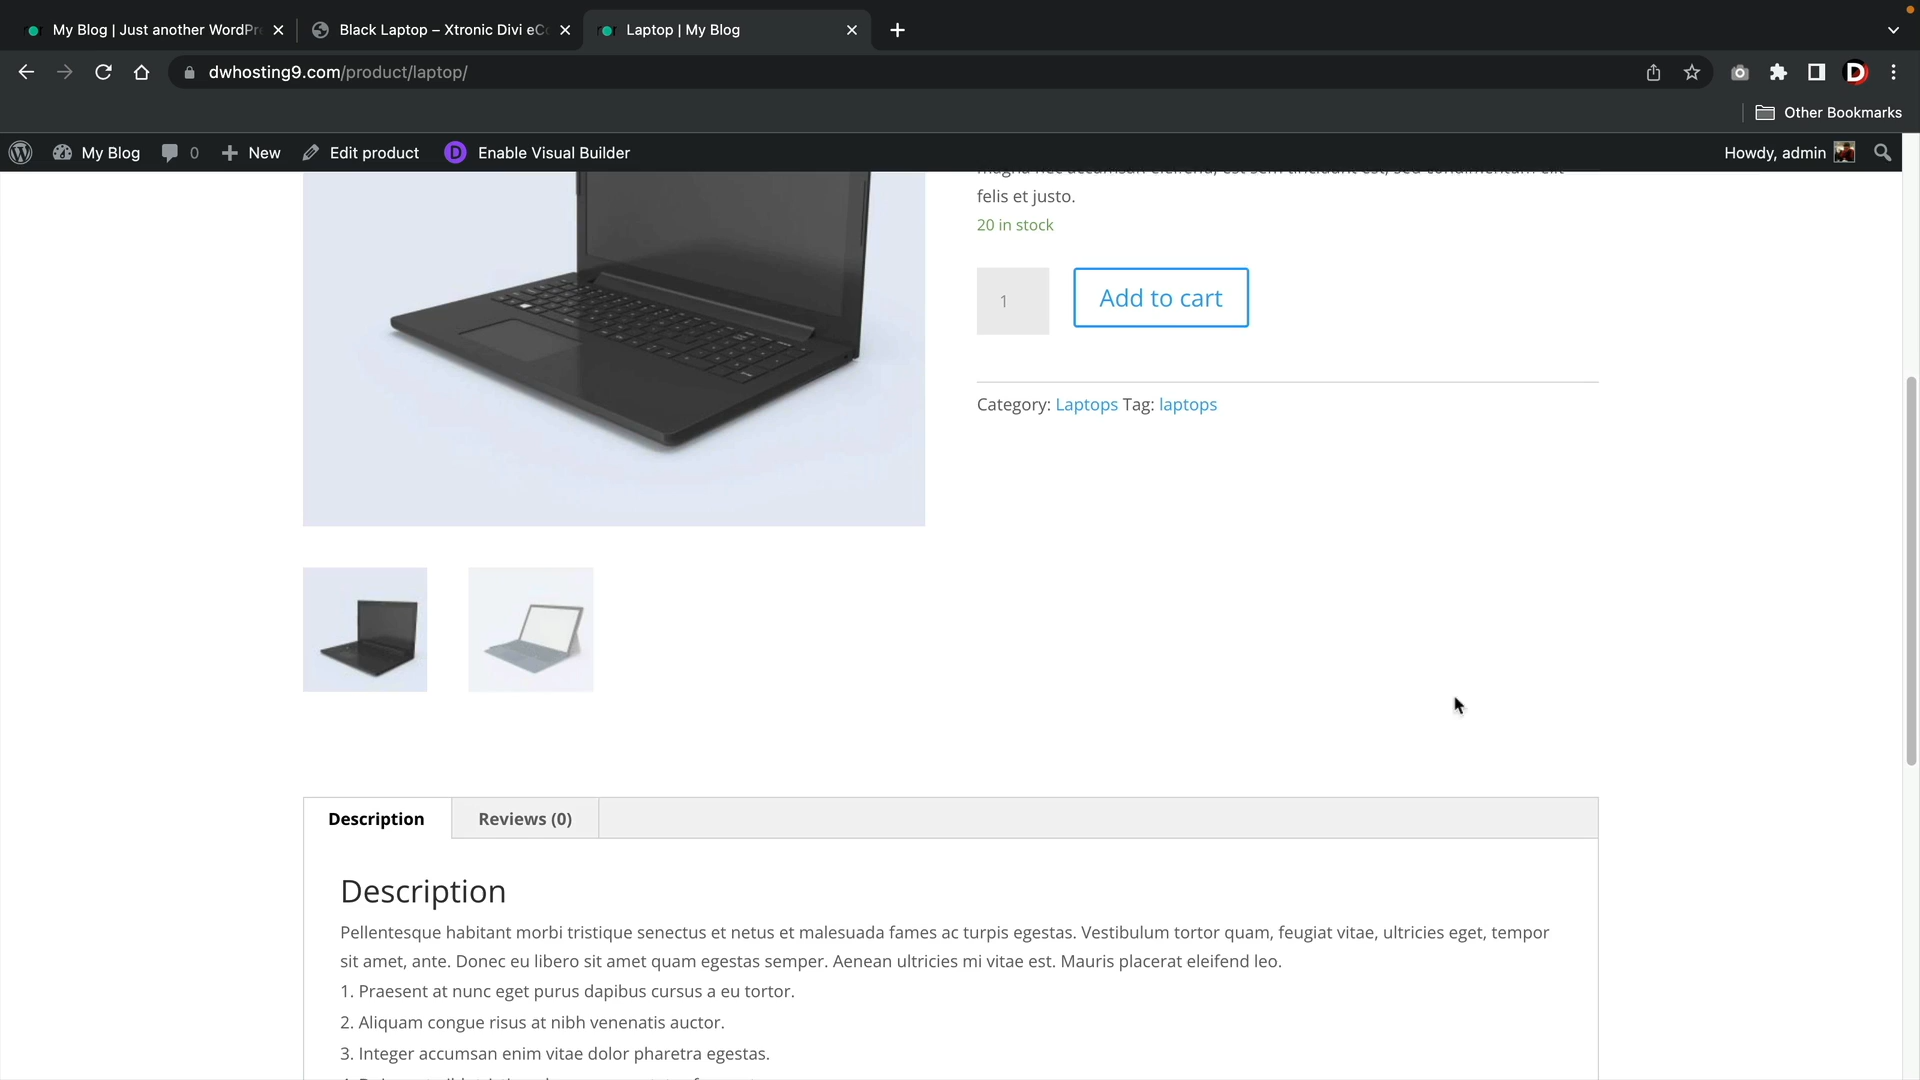 My Blog | Just another WordPr
Black Laptop – Xtronic Divi eCo
Laptop | My Blog
dwhosting9.com/product/laptop/
Other Bookmarks
My Blog
0
New
Edit product
D
Enable Visual Builder
Howdy, admin
felis et justo.
20 in stock
1
Add to cart
Category: Laptops Tag: laptops
Description
Reviews (0)
Description
Pellentesque habitant morbi tristique senectus et netus et malesuada fames ac turpis egestas. Vestibulum tortor quam, feugiat vitae, ultricies eget, tempor
sit amet, ante. Donec eu libero sit amet quam egestas semper. Aenean ultricies mi vitae est. Mauris placerat eleifend leo.
1. Praesent at nunc eget purus dapibus cursus a eu tortor.
2. Aliquam congue risus at nibh venenatis auctor.
3. Integer accumsan enim vitae dolor pharetra egestas.